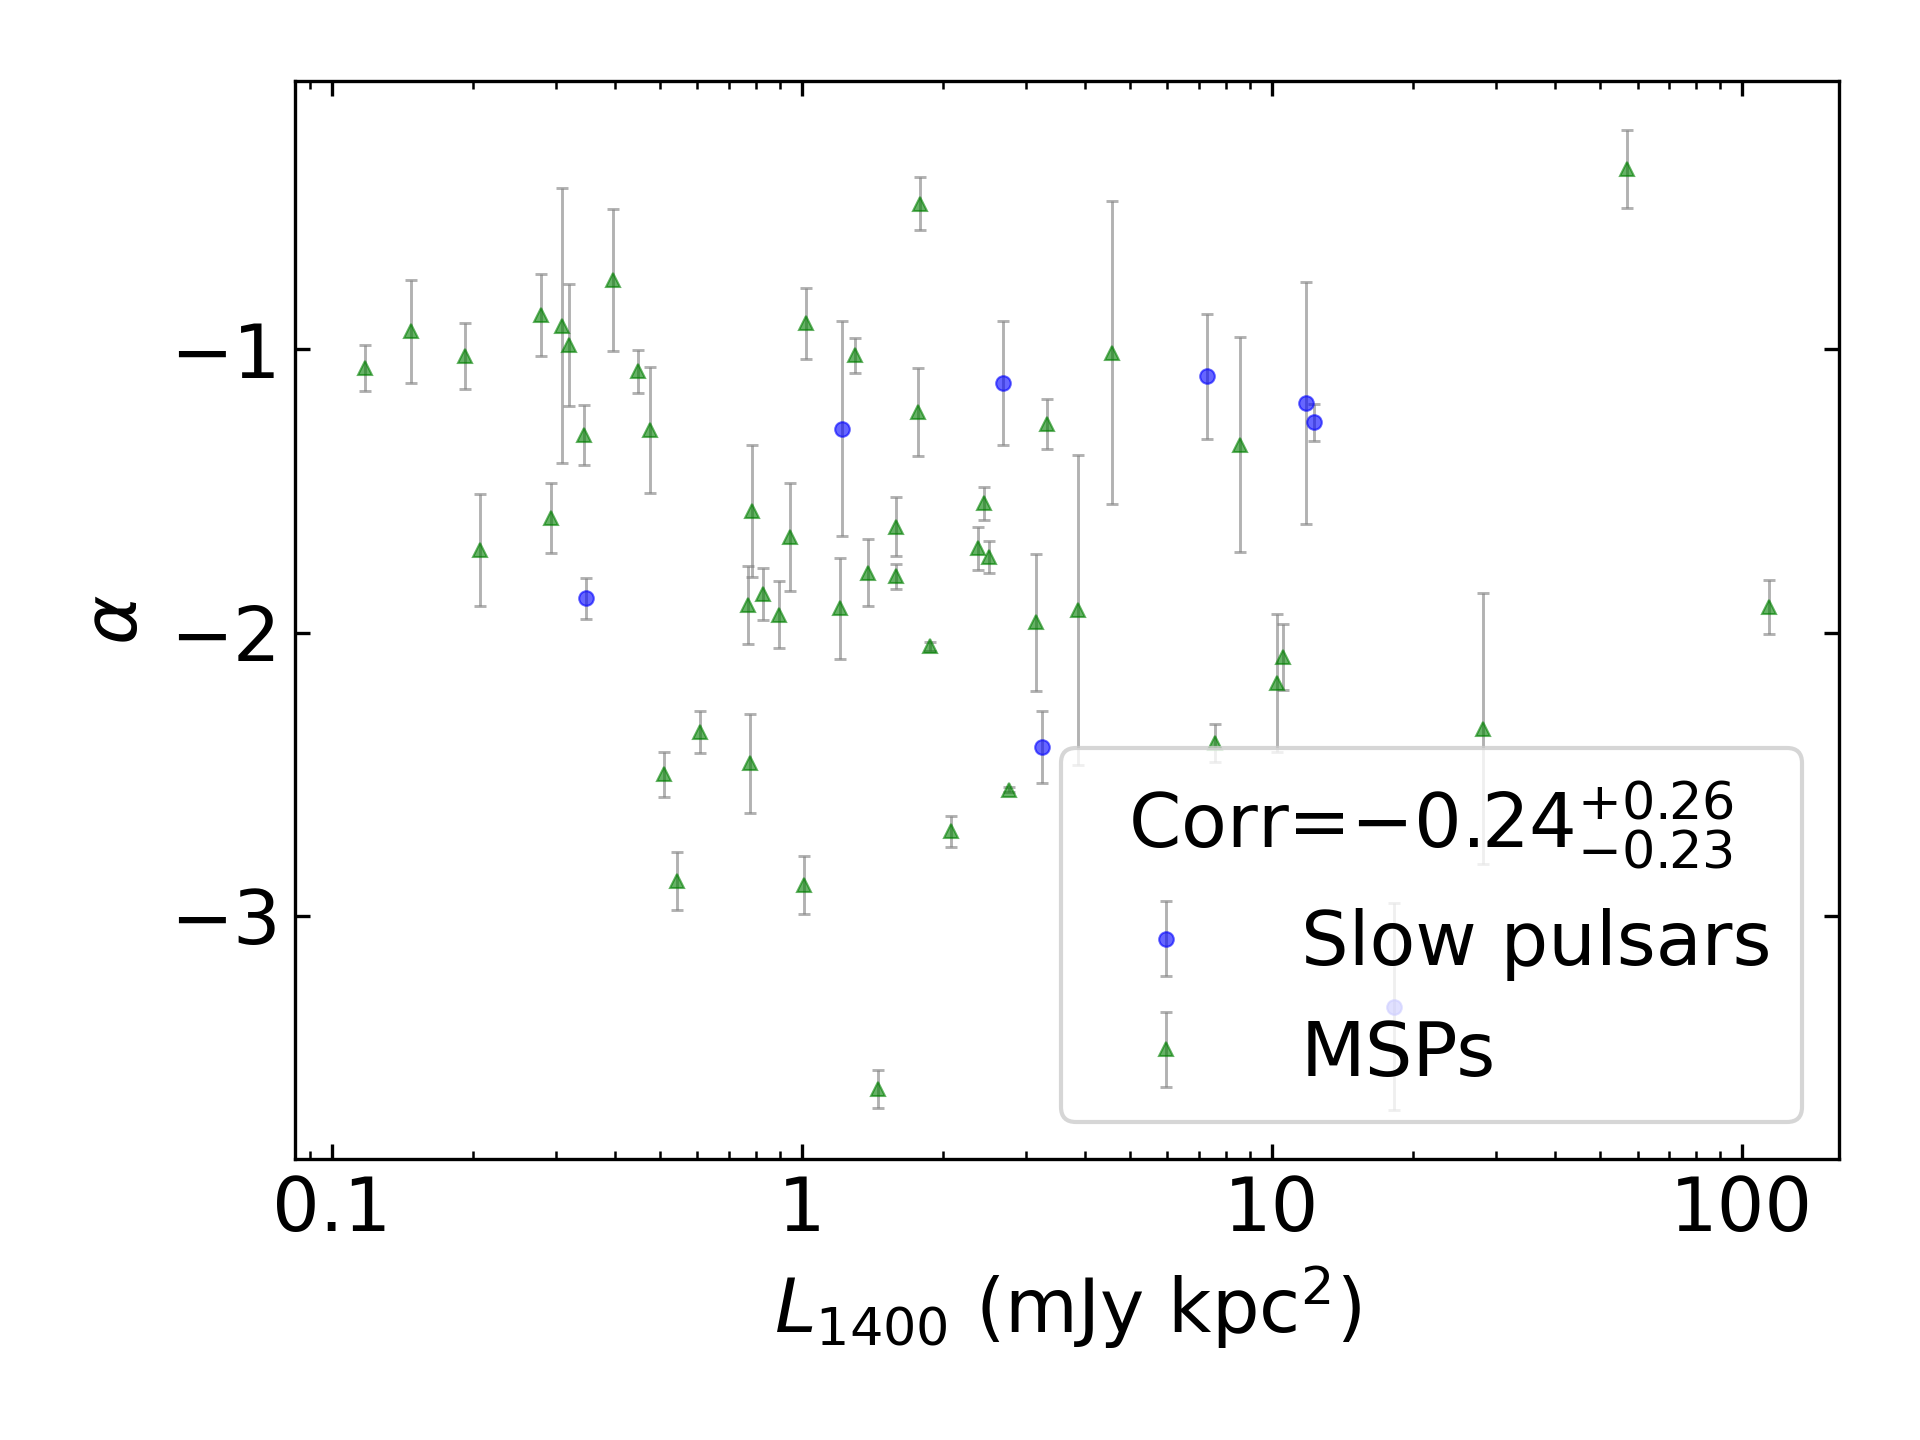 −1
−2
−3
α
Corr=−0.24+0.26−0.23
Slow pulsars
MSPs
0.1 1 10 100
L1400 (mJy kpc2)